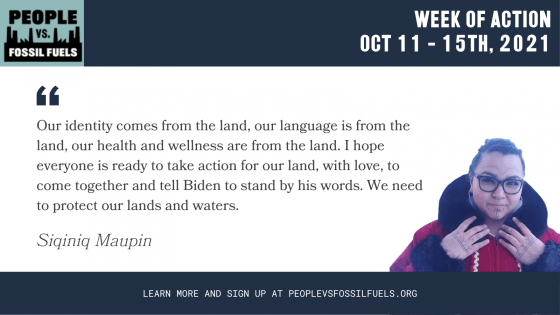 PEOPLE
VS.
FOSSIL FUELS
WEEK OF ACTION
OCT 11 - 15TH, 2021
“
Our identity comes from the land, our language is from the
land, our health and wellness are from the land. I hope
everyone is ready to take action for our land, with love, to
come together and tell Biden to stand by his words. We need
to protect our lands and waters.
Siqiniq Maupin
LEARN MORE AND SIGN UP AT PEOPLEVSFOSSILFUELS.ORG